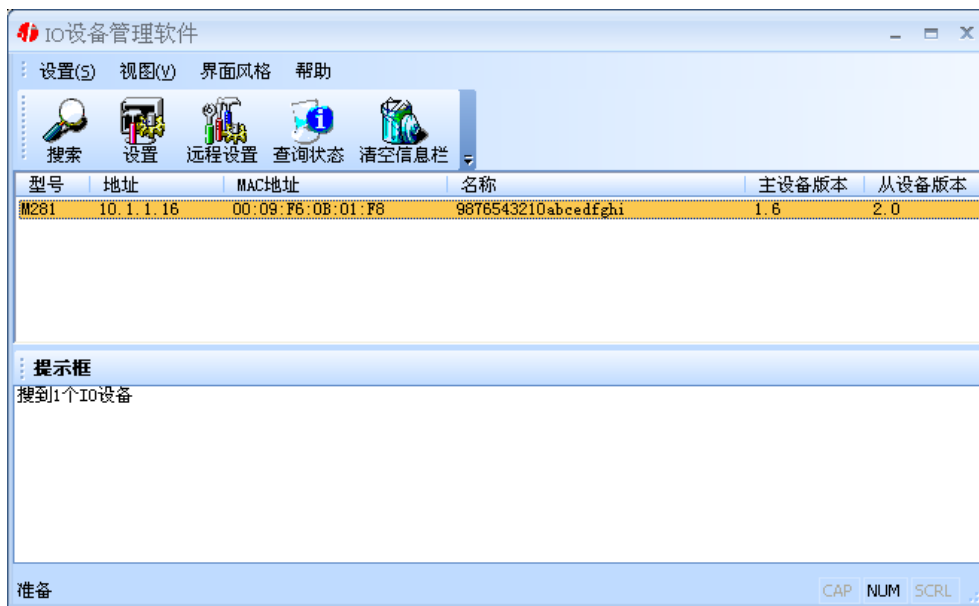 IO设备管理软件
设置(S) 视图(V) 界面风格 帮助
搜索 设置 远程设置 查询状态 清空信息栏
型号 地址 MAC地址 名称 主设备版本 从设备版本
M281 10.1.1.16 00:09:F6:0B:01:F8 9876543210abcedfghi 1.6 2.0
提示框
搜到1个IO设备
准备 CAP NUM SCRL